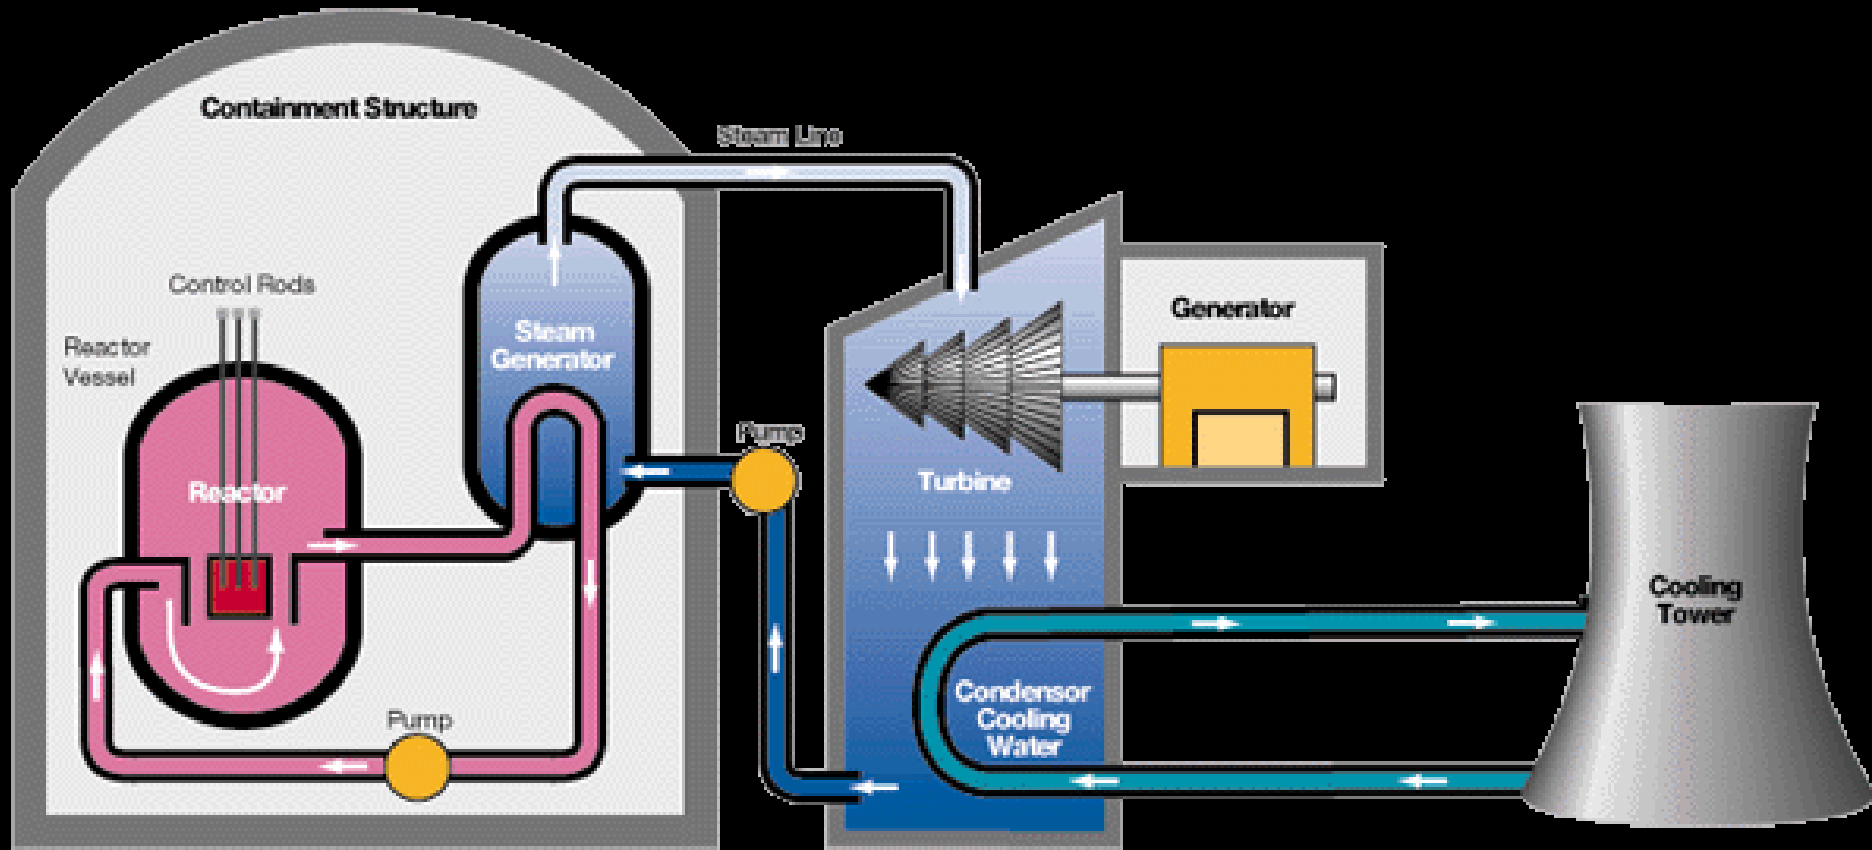 Containment Structure
Steam Line
Control Rods
Reactor
Vessel
Steam
Generator
Generator
Pump
Reactor
Turbine
Cooling
Tower
Condensor
Cooling
Water
Pump